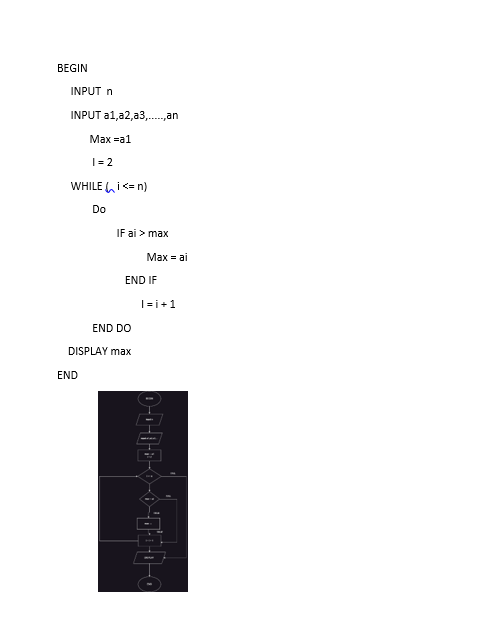 BEGIN
INPUT n
INPUT a1,a2,a3,.....,an
Max =a1
I = 2
WHILE ( i <= n)
Do
IF ai > max
Max = ai
END IF
I = i + 1
END DO
DISPLAY max
END